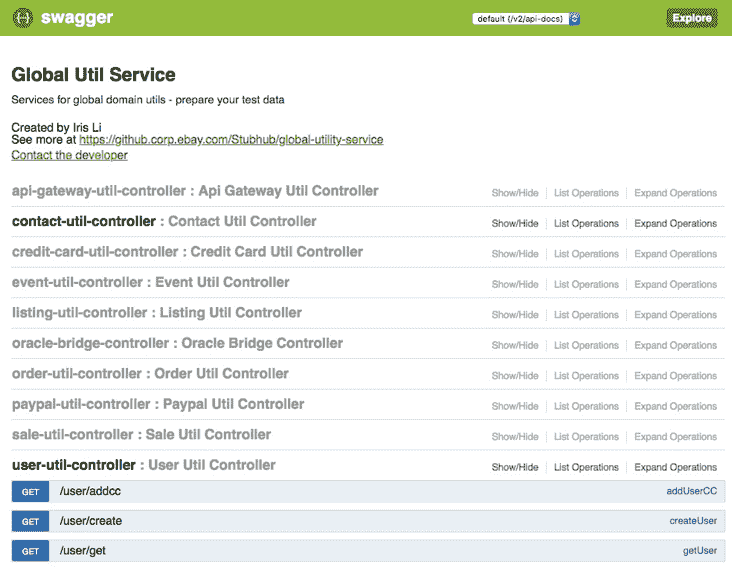 swagger
default (/v2/api-docs)
Explore
Global Util Service
Services for global domain utils - prepare your test data
Created by Iris Li
See more at https://github.corp.ebay.com/Stubhub/global-utility-service
Contact the developer
api-gateway-util-controller : Api Gateway Util Controller Show/Hide List Operations Expand Operations
contact-util-controller : Contact Util Controller Show/Hide List Operations Expand Operations
credit-card-util-controller : Credit Card Util Controller Show/Hide List Operations Expand Operations
event-util-controller : Event Util Controller Show/Hide List Operations Expand Operations
listing-util-controller : Listing Util Controller Show/Hide List Operations Expand Operations
oracle-bridge-controller : Oracle Bridge Controller Show/Hide List Operations Expand Operations
order-util-controller : Order Util Controller Show/Hide List Operations Expand Operations
paypal-util-controller : Paypal Util Controller Show/Hide List Operations Expand Operations
sale-util-controller : Sale Util Controller Show/Hide List Operations Expand Operations
user-util-controller : User Util Controller Show/Hide List Operations Expand Operations
GET /user/addcc addUserCC
GET /user/create createUser
GET /user/get getUser